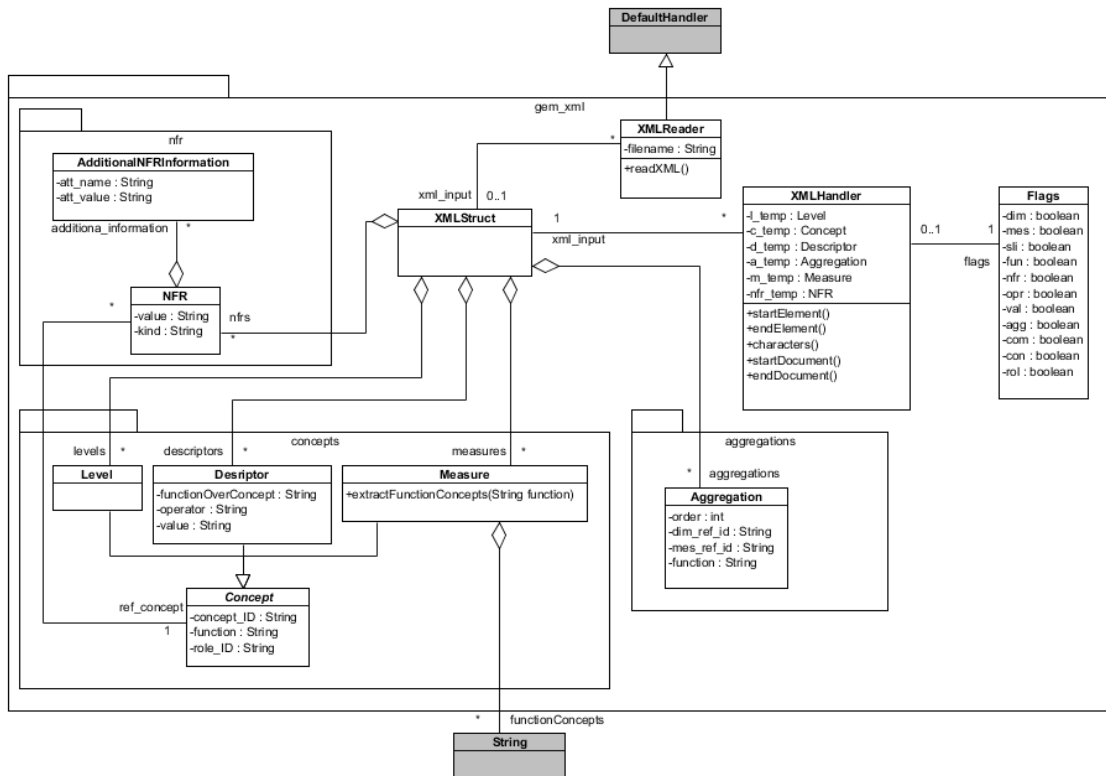 DefaultHandler
gem_xml
XMLReader
-filename : String
+readXML()
*
xml_input
0..1
nfr
AdditionalNFRInformation
-att_name : String
-att_value : String
additiona_information
*
XMLStruct
1
xml_input
*
XMLHandler
-l_temp : Level
-c_temp : Concept
-d_temp : Descriptor
-a_temp : Aggregation
-m_temp : Measure
-nfr_temp : NFR
+startElement()
+endElement()
+characters()
+startDocument()
+endDocument()
0..1
1
flags
Flags
-dim : boolean
-mes : boolean
-sli : boolean
-fun : boolean
-nfr : boolean
-opr : boolean
-val : boolean
-agg : boolean
-com : boolean
-con : boolean
-rol : boolean
*
NFR
-value : String
-kind : String
nfrs
*
concepts
levels
*
descriptors
*
measures
*
Level
Desriptor
-functionOverConcept : String
-operator : String
-value : String
Measure
+extractFunctionConcepts(String function)
aggregations
*
aggregations
Aggregation
-order : int
-dim_ref_id : String
-mes_ref_id : String
-function : String
ref_concept
1
Concept
-concept_ID : String
-function : String
-role_ID : String
*
functionConcepts
String